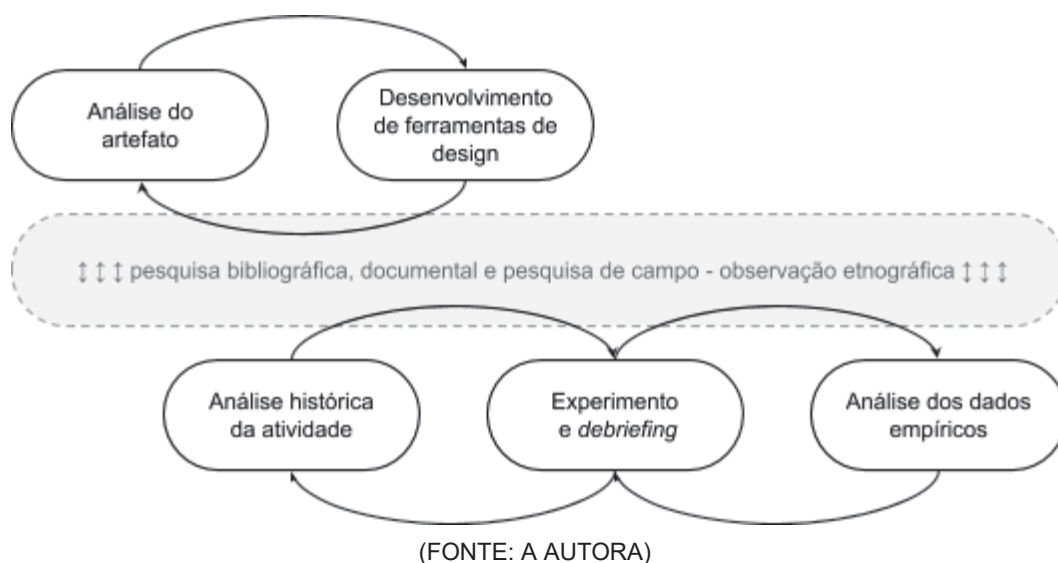 Análise do
artefato
Desenvolvimento
de ferramentas de
design
↕ ↕ ↕ pesquisa bibliográfica, documental e pesquisa de campo - observação etnográfica ↕ ↕ ↕
Análise histórica
da atividade
Experimento
e debriefing
Análise dos dados
empíricos
(FONTE: A AUTORA)